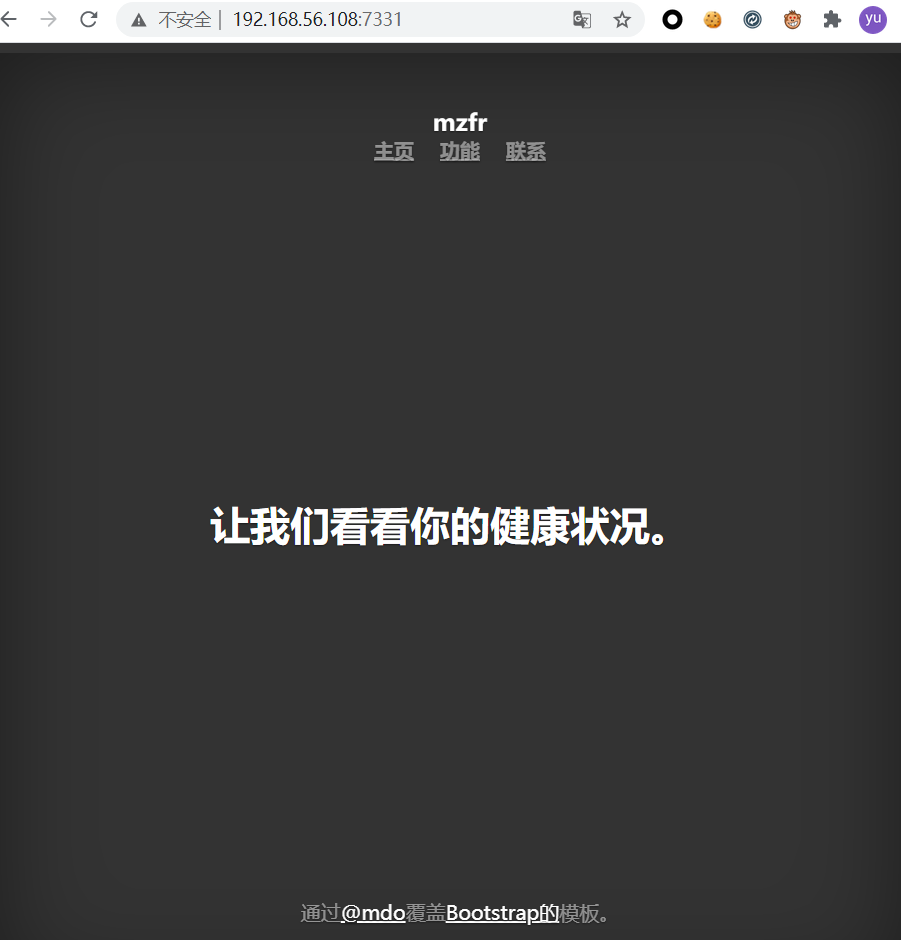 不安全 | 192.168.56.108:7331
yu
mzfr
主页 功能 联系
让我们看看你的健康状况。
通过@mdo覆盖Bootstrap的模板。